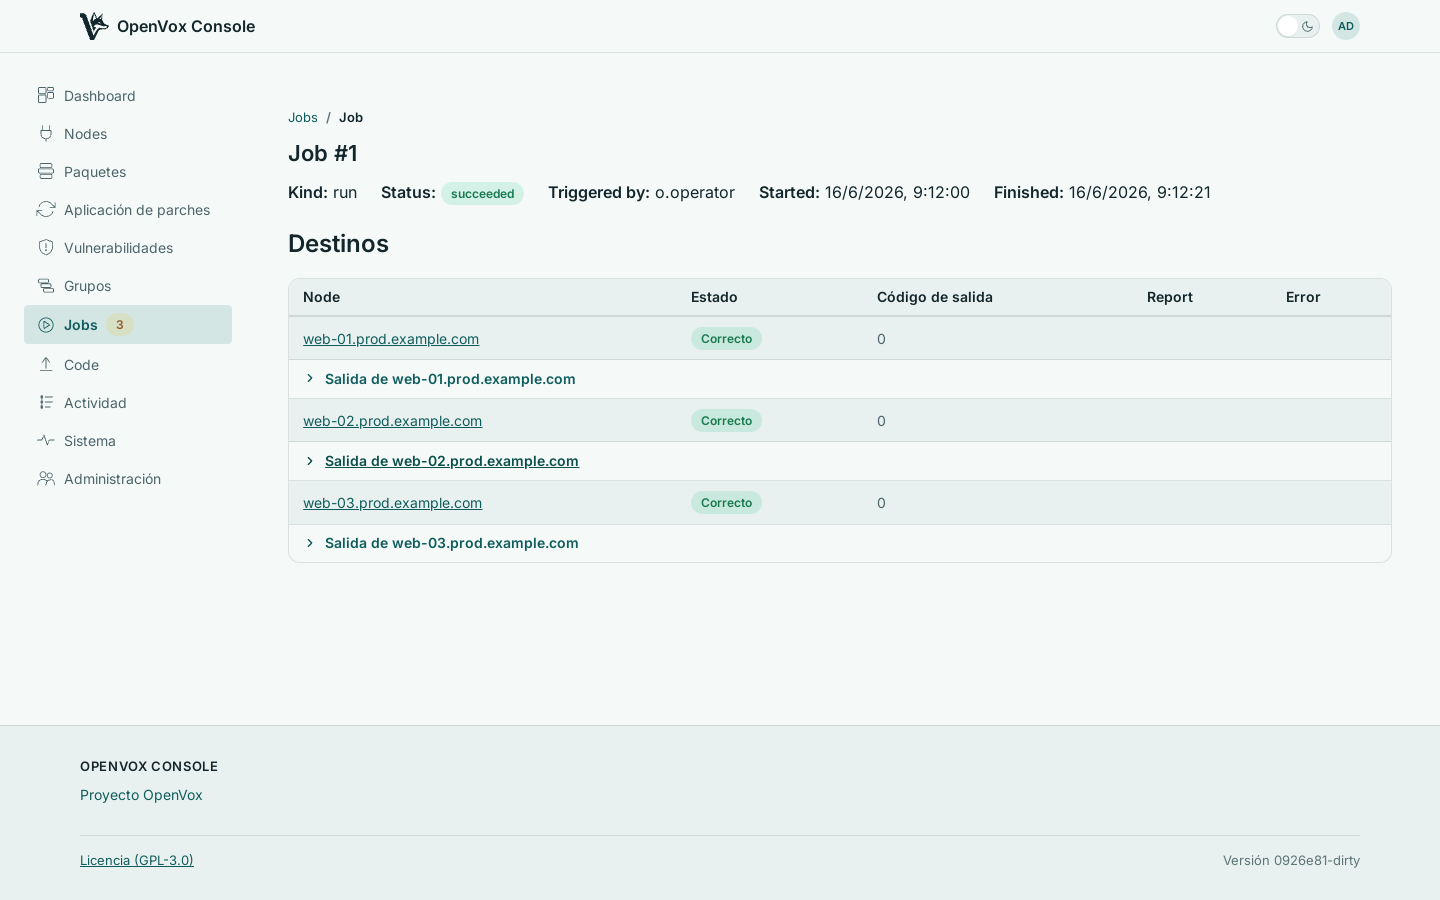 OpenVox Console
AD
Dashboard
Nodes
Paquetes
Aplicación de parches
Vulnerabilidades
Grupos
Jobs 3
Code
Actividad
Sistema
Administración
Jobs / Job
Job #1
Kind: run Status: succeeded Triggered by: o.operator Started: 16/6/2026, 9:12:00 Finished: 16/6/2026, 9:12:21
Destinos
Node Estado Código de salida Report Error
web-01.prod.example.com Correcto 0
Salida de web-01.prod.example.com
web-02.prod.example.com Correcto 0
Salida de web-02.prod.example.com
web-03.prod.example.com Correcto 0
Salida de web-03.prod.example.com
OPENVOX CONSOLE
Proyecto OpenVox
Licencia (GPL-3.0) Versión 0926e81-dirty